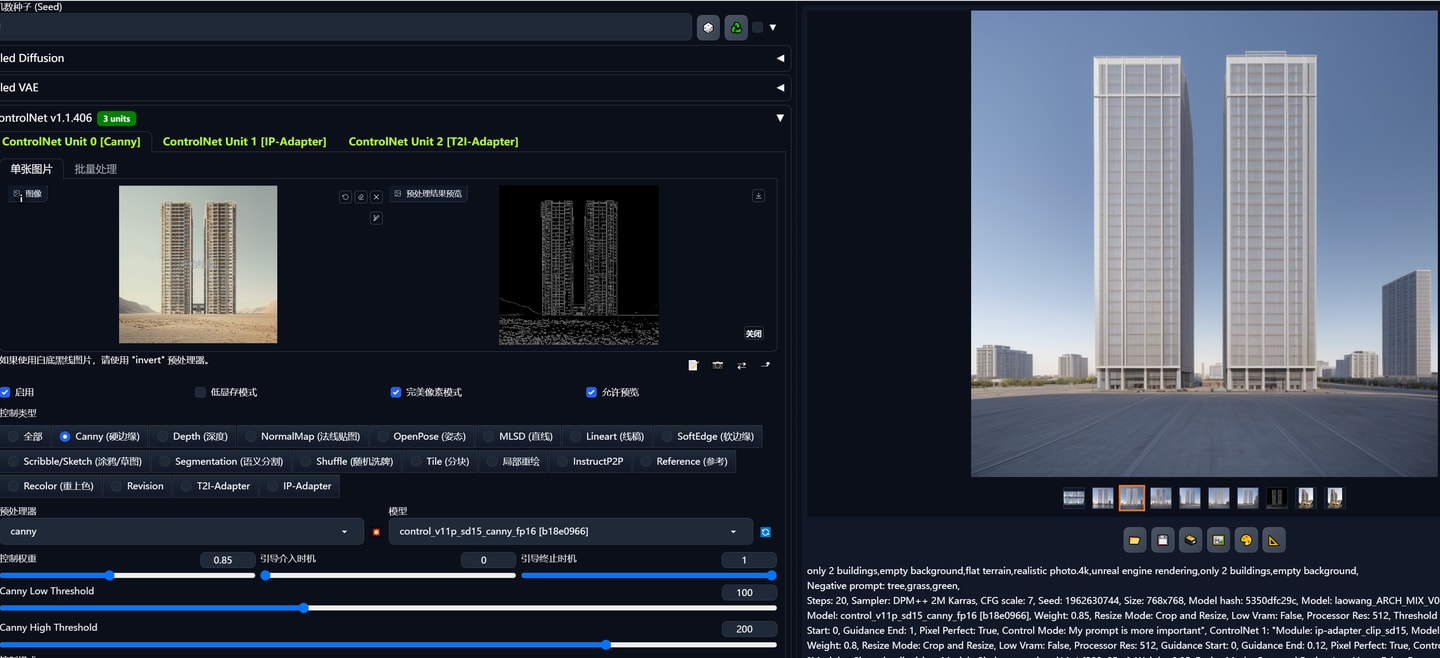 几数种子 (Seed)
led Diffusion
led VAE
ontrolNet v1.1.406 3 units
ControlNet Unit 0 [Canny] ControlNet Unit 1 [IP-Adapter] ControlNet Unit 2 [T2I-Adapter]
单张图片 批量处理
图像 预处理结果预览
关闭
如果使用白底黑线图片，请使用 "invert" 预处理器。
启用 低显存模式 完美像素模式 允许预览
控制类型
全部 Canny (硬边缘) Depth (深度) NormalMap (法线贴图) OpenPose (姿态) MLSD (直线) Lineart (线稿) SoftEdge (软边缘)
Scribble/Sketch (涂鸦/草图) Segmentation (语义分割) Shuffle (随机洗牌) Tile (分块) 局部重绘 InstructP2P Reference (参考)
Recolor (重上色) Revision T2I-Adapter IP-Adapter
预处理器 模型
canny control_v11p_sd15_canny_fp16 [b18e0966]
控制权重 0.85 引导介入时机 0 引导终止时机 1
Canny Low Threshold 100
Canny High Threshold 200
only 2 buildings,empty background,flat terrain,realistic photo.4k,unreal engine rendering,only 2 buildings,empty background,
Negative prompt: tree,grass,green,
Steps: 20, Sampler: DPM++ 2M Karras, CFG scale: 7, Seed: 1962630744, Size: 768x768, Model hash: 5350dfc29c, Model: laowang_ARCH_MIX_V0
Model: control_v11p_sd15_canny_fp16 [b18e0966], Weight: 0.85, Resize Mode: Crop and Resize, Low Vram: False, Processor Res: 512, Threshold
Start: 0, Guidance End: 1, Pixel Perfect: True, Control Mode: My prompt is more important", ControlNet 1: "Module: ip-adapter_clip_sd15, Model
Weight: 0.8, Resize Mode: Crop and Resize, Low Vram: False, Processor Res: 512, Guidance Start: 0, Guidance End: 0.12, Pixel Perfect: True, Contr